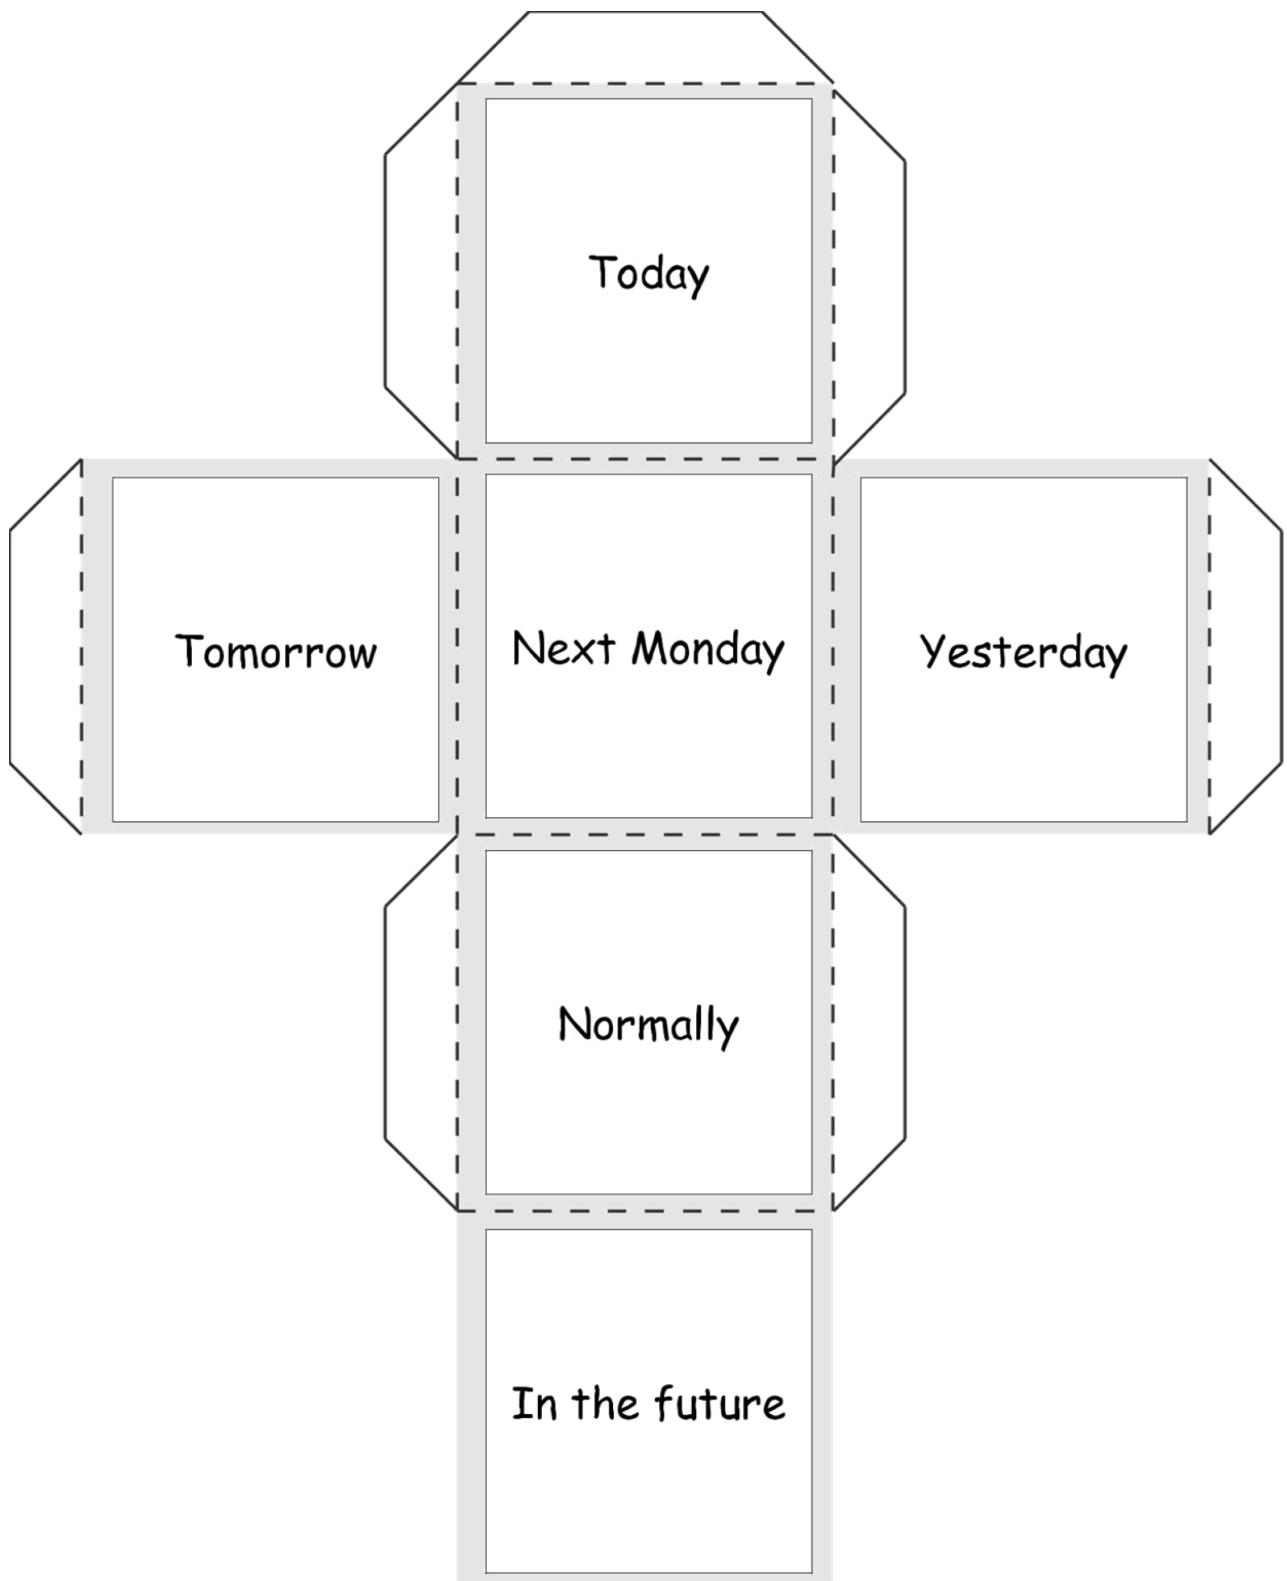 Today
Tomorrow
Next Monday
Yesterday
Normally
In the future